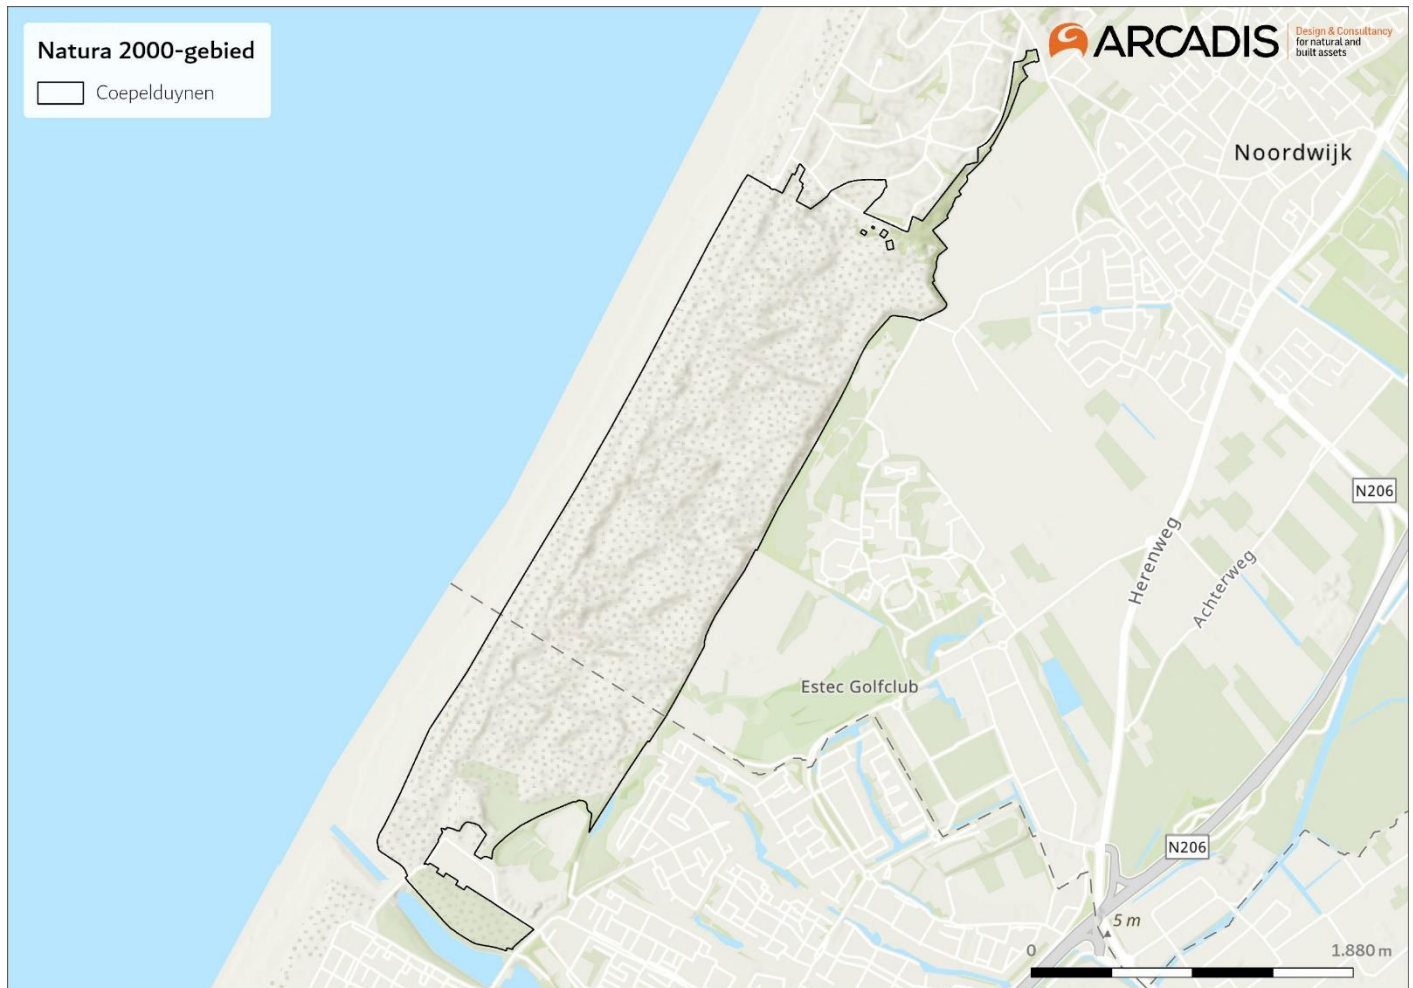 Natura 2000-gebied
Coepelduynen
ARCADIS
Design & Consultancy
for natural and
built assets
Noordwijk
N206
Herenweg
Achterweg
Estec Golfclub
N206
5 m
0
1.880 m